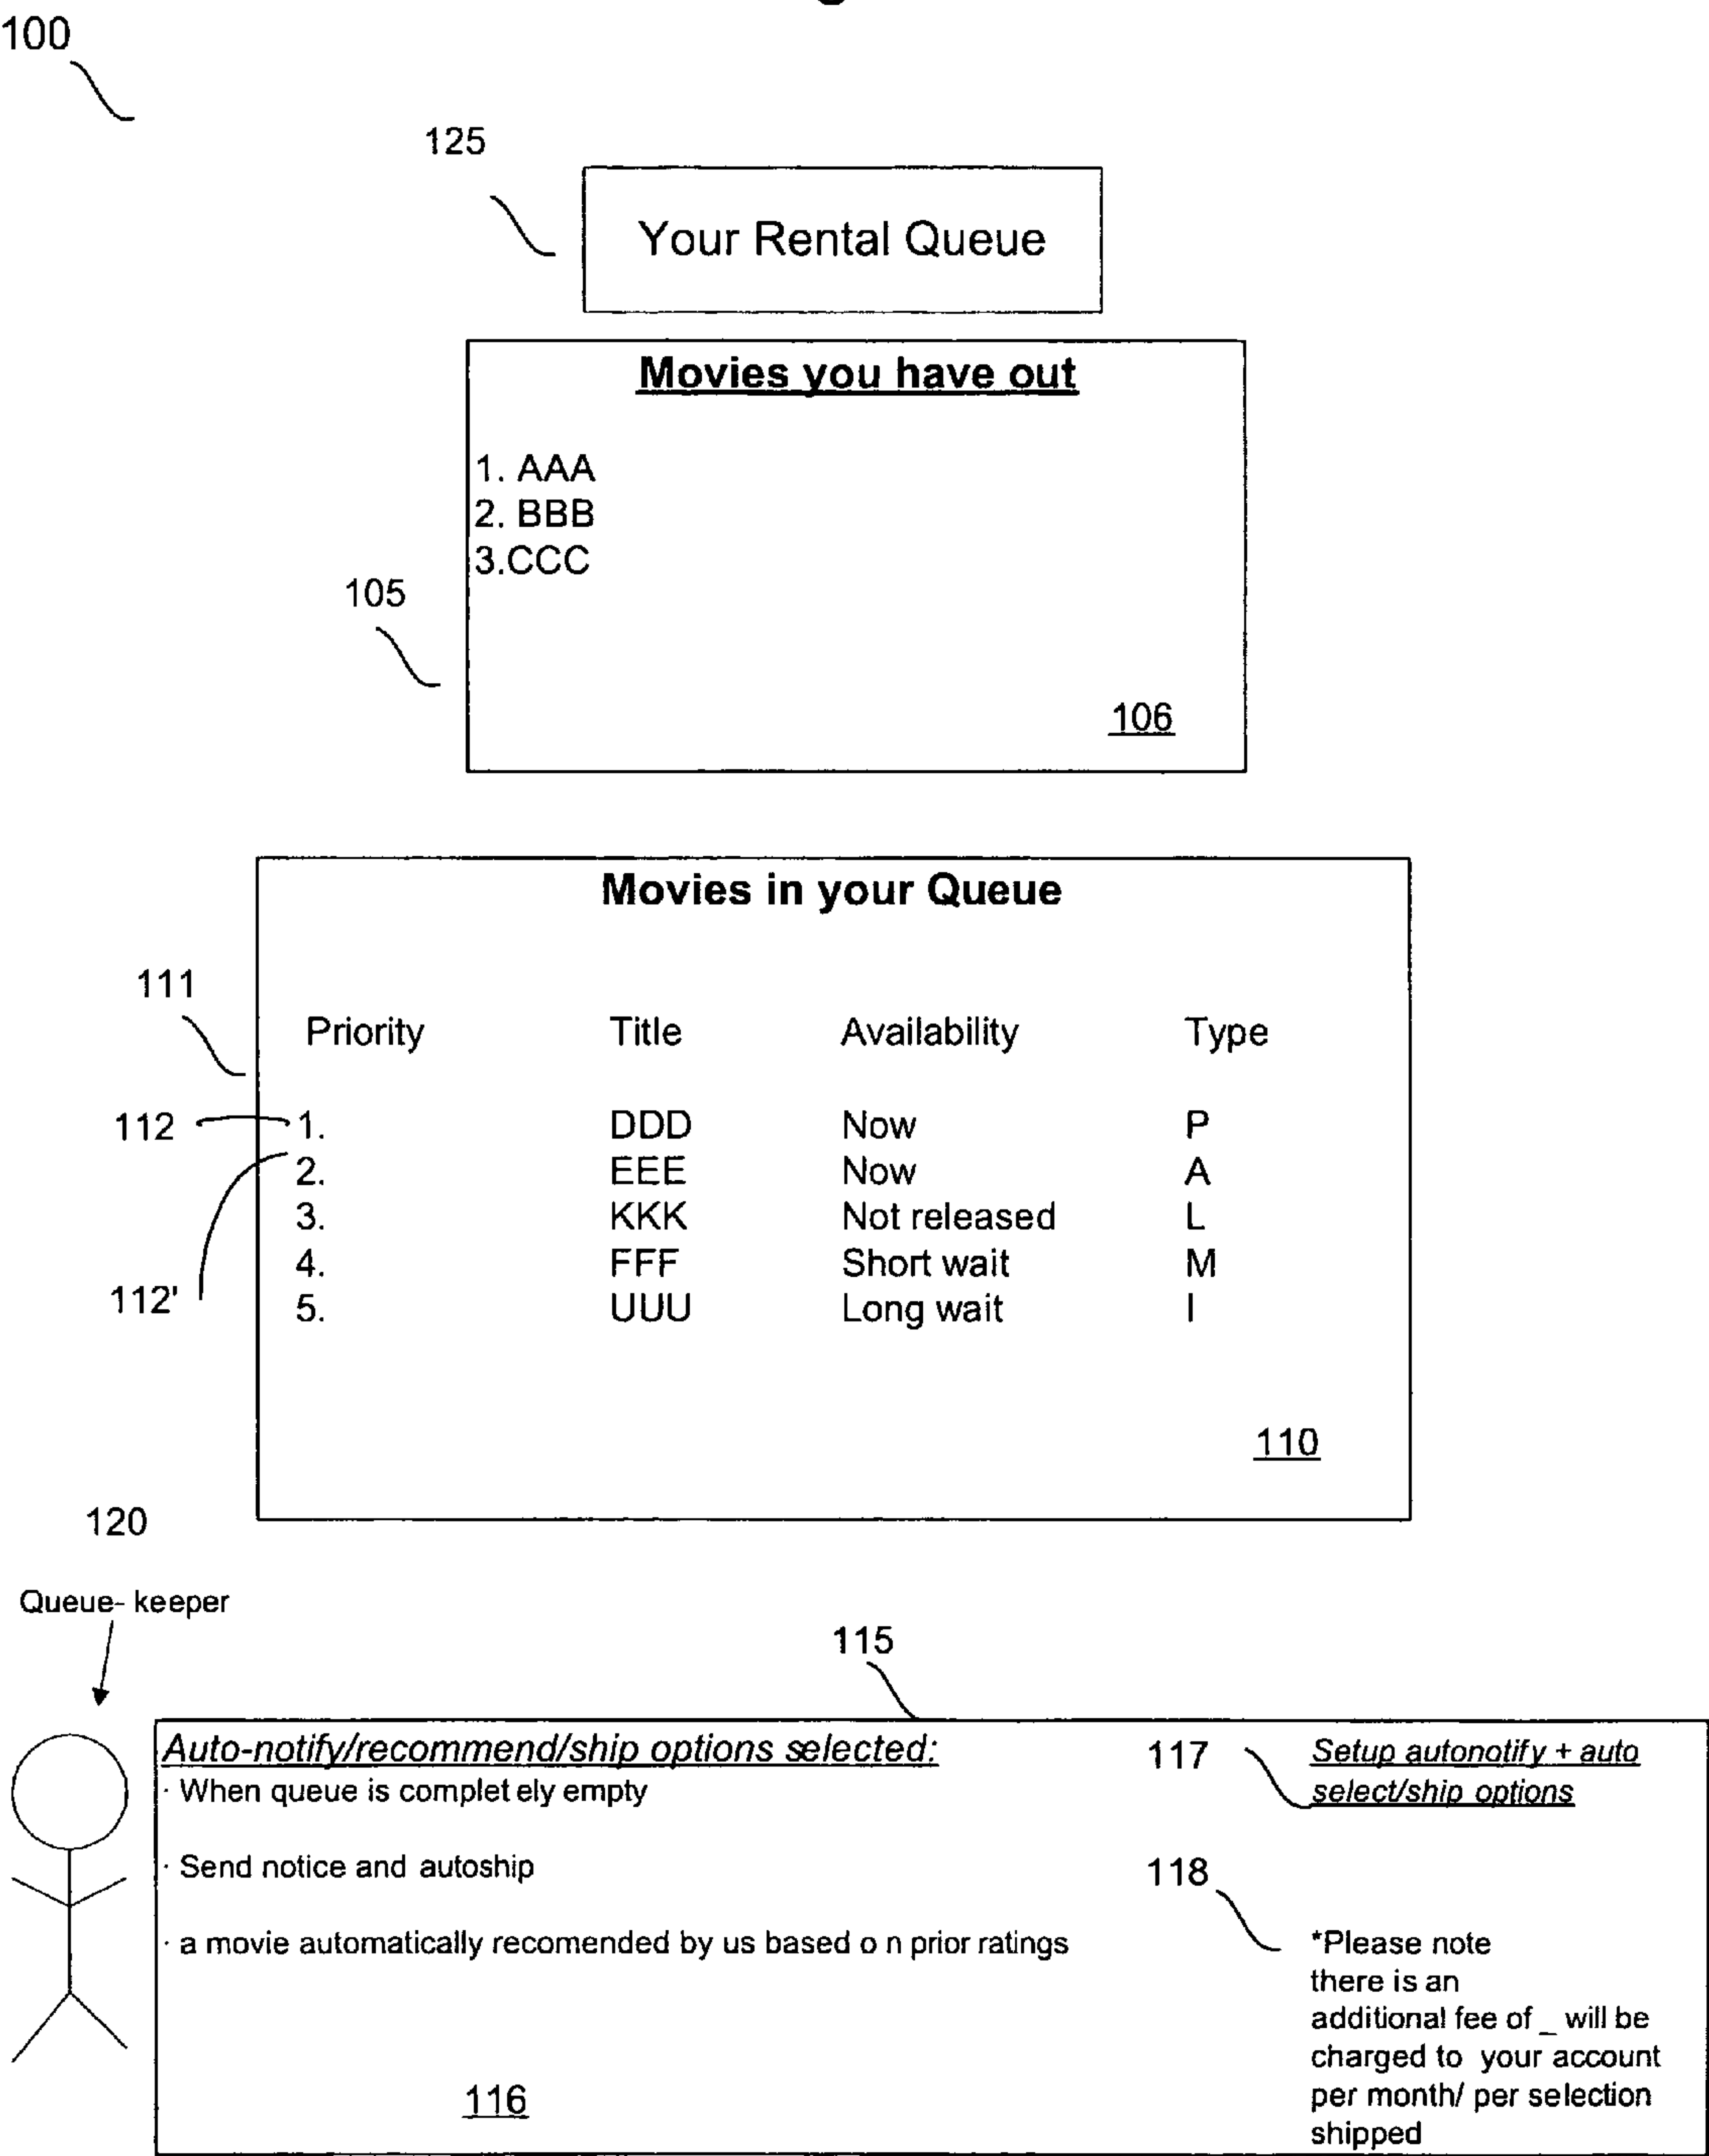 100
125
Your Rental Queue
Movies you have out
1. AAA
2. BBB
3.CCC
105
106
Movies in your Queue
111
Priority Title Availability Type
112 1. DDD Now P
2. EEE Now A
3. KKK Not released L
4. FFF Short wait M
112' 5. UUU Long wait I
110
120
Queue- keeper
115
Auto-notify/recommend/ship options selected:
· When queue is complet ely empty
· Send notice and autoship
· a movie automatically recomended by us based o n prior ratings
116
117 Setup autonotify + auto
select/ship options
118
*Please note
there is an
additional fee of _ will be
charged to your account
per month/ per selection
shipped